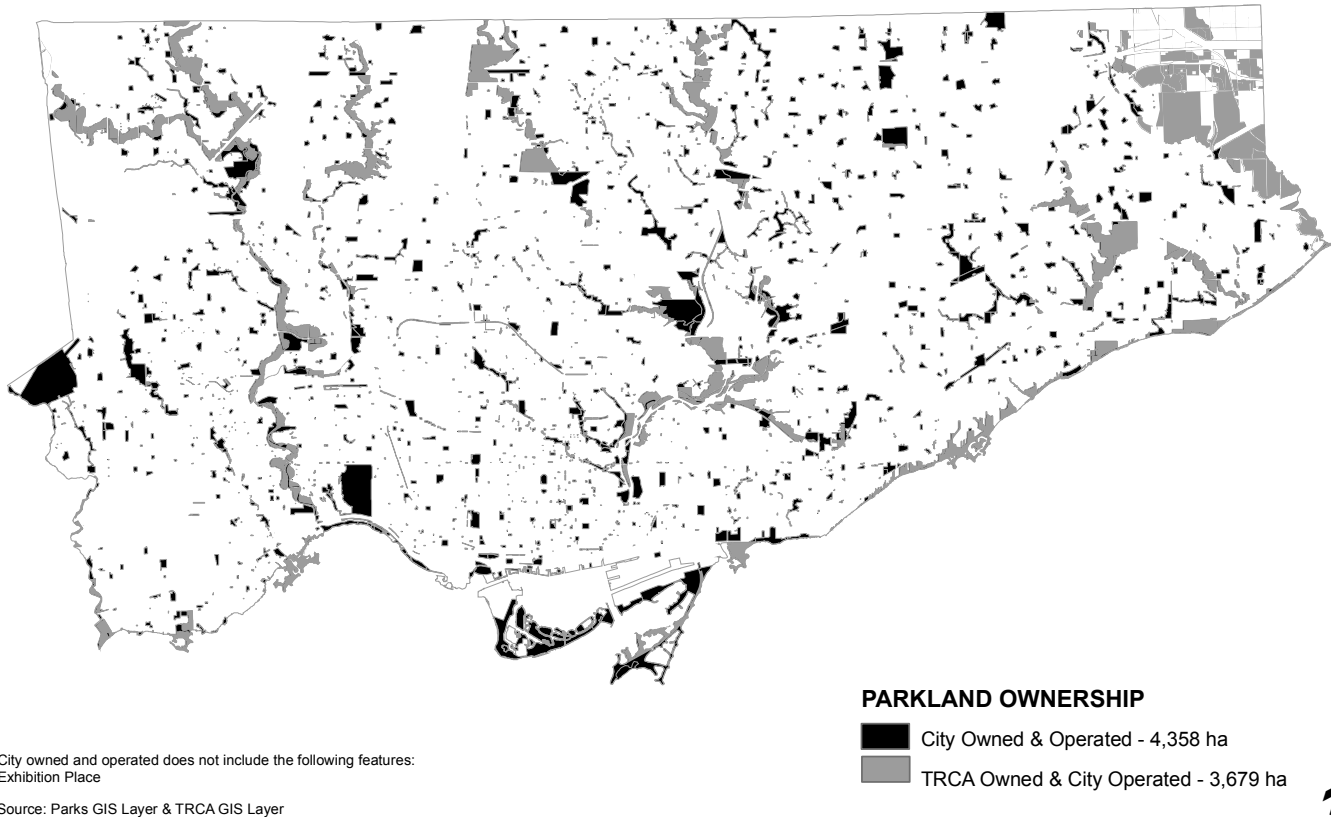 PARKLAND OWNERSHIP
City Owned & Operated - 4,358 ha
TRCA Owned & City Operated - 3,679 ha
City owned and operated does not include the following features:
Exhibition Place
Source: Parks GIS Layer & TRCA GIS Layer